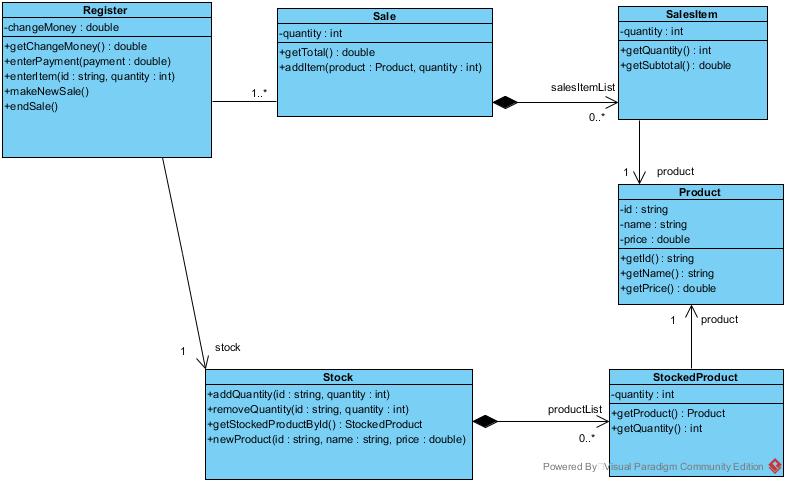 Register
-changeMoney : double
+getChangeMoney() : double
+enterPayment(payment : double)
+enterItem(id : string, quantity : int)
+makeNewSale()
+endSale()
1..*
Sale
-quantity : int
+getTotal() : double
+addItem(product : Product, quantity : int)
salesItemList
0..*
SalesItem
-quantity : int
+getQuantity() : int
+getSubtotal() : double
1
product
Product
-id : string
-name : string
-price : double
+getId() : string
+getName() : string
+getPrice() : double
1
product
1
stock
Stock
+addQuantity(id : string, quantity : int)
+removeQuantity(id : string, quantity : int)
+getStockedProductById() : StockedProduct
+newProduct(id : string, name : string, price : double)
productList
0..*
StockedProduct
-quantity : int
+getProduct() : Product
+getQuantity() : int
Powered By Visual Paradigm Community Edition